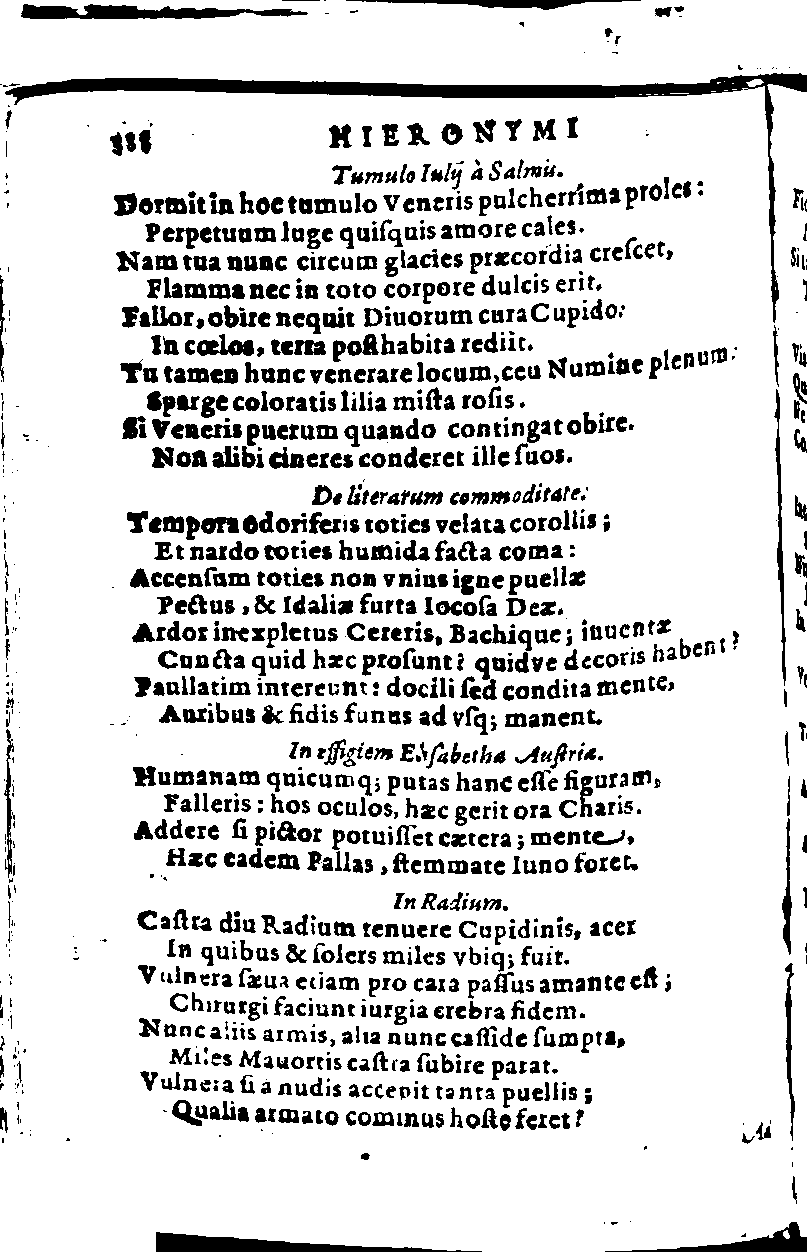 HIERONYMI
Tumulo Iulij à Salmis.
Dormit in hoc tumulo Veneris pulcherrima proles:
Perpetuum luge quiſquis amore cales.
Nam tua nunc circum glacies præcordia creſcet,
Flamma nec in toto corpore dulcis erit.
Fallor, obire nequit Diuorum cura Cupido:
In cœlos, terra poſthabita rediit.
Tu tamen hunc venerare locum, ceu Numine plenum:
Sparge coloratis lilia miſta roſis.
Si Veneris puerum quando contingat obire.
Non alibi cineres conderet ille ſuos.
De literarum commoditate.
Tempora odoriferis toties velata corollis;
Et nardo toties humida facta coma:
Accenſum toties non vnius igne puellæ
Pectus, & Idaliæ furta Iocoſa Deæ.
Ardor inexpletus Cereris, Bachique; inuentæ
Cuncta quid hæc proſunt? quidve decoris habent?
Paullatim intereunt: docili ſed condita mente,
Auribus & fidis funus ad vſq; manent.
In effigiem Eliſabethæ Auſtriæ.
Humanam quicumq; putas hanc eſſe figuram,
Falleris: hos oculos, hæc gerit ora Charis.
Addere ſi pictor potuiſſet cætera; mente,
Hæc eadem Pallas, ſtemmate Iuno foret.
In Radium.
Caſtra diu Radium tenuere Cupidinis, acer
In quibus & ſolers miles vbiq; fuit.
Vulnera ſæua etiam pro cara paſſus amante eſt;
Chirurgi faciunt iurgia crebra fidem.
Nunc aliis armis, alia nunc caſſide ſumpta,
Miles Mauortis caſtra ſubire parat.
Vulnera ſi a nudis accepit tanta puellis;
Qualia armato cominus hoſte feret?